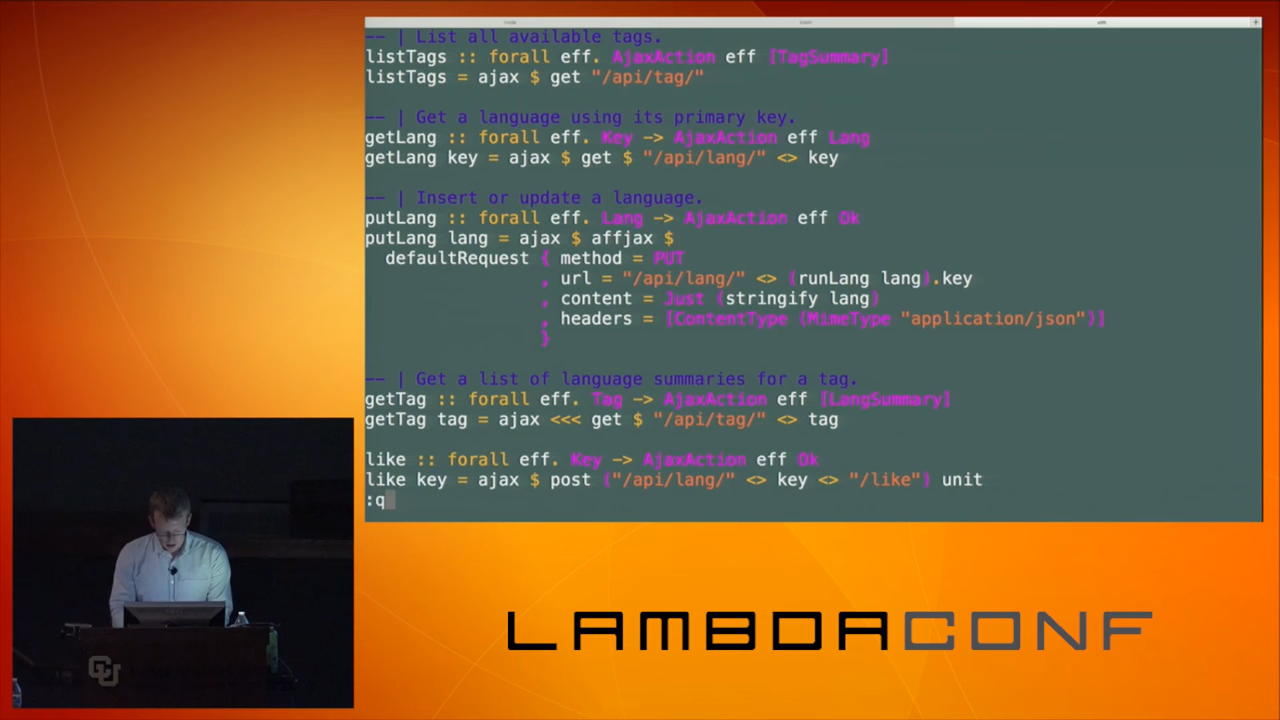 -- | List all available tags.
listTags :: forall eff. AjaxAction eff [TagSummary]
listTags = ajax $ get "/api/tag/"
-- | Get a language using its primary key.
getLang :: forall eff. Key -> AjaxAction eff Lang
getLang key = ajax $ get $ "/api/lang/" <> key
-- | Insert or update a language.
putLang :: forall eff. Lang -> AjaxAction eff Ok
putLang lang = ajax $ affjax $
defaultRequest { method = PUT
, url = "/api/lang/" <> (runLang lang).key
, content = Just (stringify lang)
, headers = [ContentType (MimeType "application/json")]
}
-- | Get a list of language summaries for a tag.
getTag :: forall eff. Tag -> AjaxAction eff [LangSummary]
getTag tag = ajax <<< get $ "/api/tag/" <> tag
like :: forall eff. Key -> AjaxAction eff Ok
like key = ajax $ post ("/api/lang/" <> key <> "/like") unit
:q
LAMBDACONF
CU